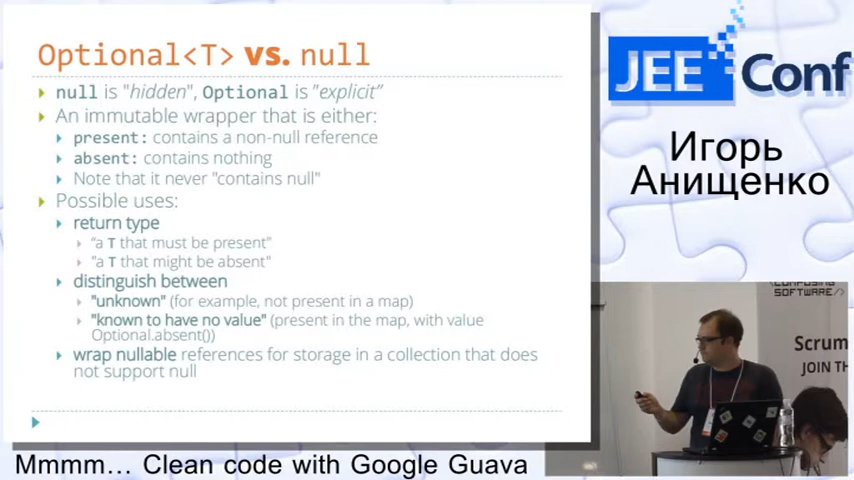 Optional<T> vs. null
null is "hidden", Optional is "explicit"
An immutable wrapper that is either:
present: contains a non-null reference
absent: contains nothing
Note that it never "contains null"
Possible uses:
return type
"a T that must be present"
"a T that might be absent"
distinguish between
"unknown" (for example, not present in a map)
"known to have no value" (present in the map, with value
Optional.absent())
wrap nullable references for storage in a collection that does
not support null
JEE Conf
Игорь
Анищенко
SOFTWARE/>
Scrum
JOIN TH
Mmmm... Clean code with Google Guava